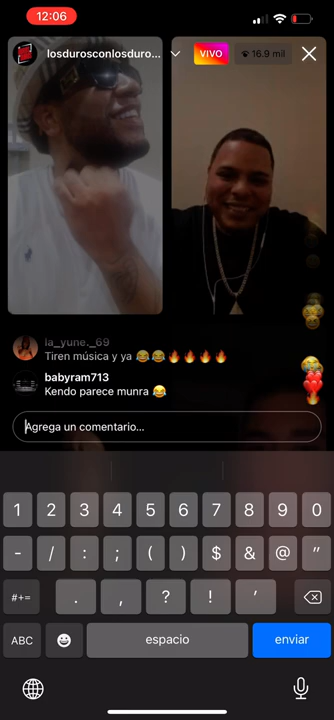 12:06
losdurosconlosduro...
VIVO
16.9 mil
la_yune._69
Tiren música y ya 😂😂🔥🔥🔥🔥
babyram713
Kendo parece munra 😂
Agrega un comentario...
1 2 3 4 5 6 7 8 9 0
- / : ; ( ) $ & @ "
#+= . , ? ! '
ABC espacio enviar